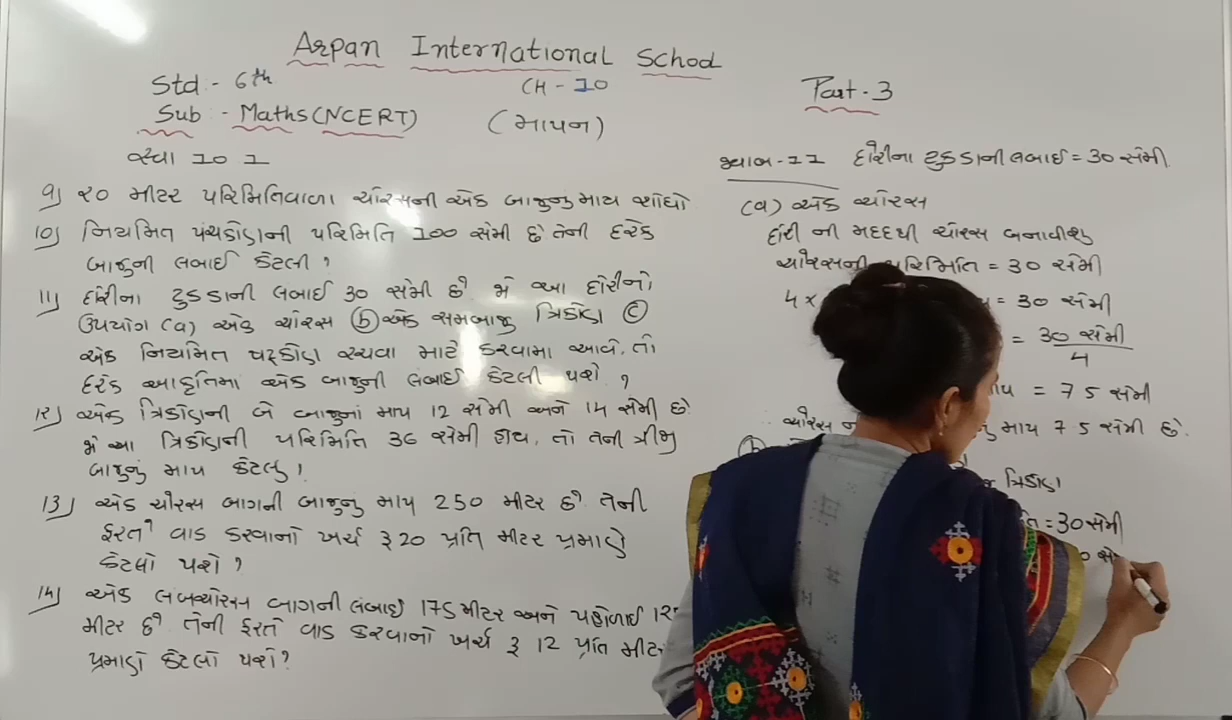 Arpan International School
Std :- 6th
CH - 10
Part-3
Sub :- Maths (NCERT)
(માપન)
સ્વા 10 1
9) 20 મીટર પરિમિતિવાળા ચોરસની એક બાજુનુ માપ શોધો
10) નિયમિત પંચકોણની પરિમિતિ 100 સેમી છે તેની દરેક
બાજુની લંબાઈ કેટલી ?
11) દોરીના ટુકડાની લંબાઈ 30 સેમી છે. જો આ દોરીનો
ઉપયોગ (a) એક ચોરસ (b) એક સમબાજુ ત્રિકોણ (c)
એક નિયમિત ષટ્કોણ રચવા માટે કરવામા આવે, તો
દરેક આકૃતિમા એક બાજુની લંબાઈ કેટલી થશે ?
12) એક ત્રિકોણની બે બાજુનાં માપ 12 સેમી અને 14 સેમી છે.
જો આ ત્રિકોણની પરિમિતિ 36 સેમી હોય, તો તેની ત્રીજી
બાજુનું માપ કેટલુ !
13) એક ચોરસ બાગની બાજુનું માપ 250 મીટર છે. તેની
ફરતે વાડ કરવાનો ખર્ચ રૂ 20 પ્રતિ મીટર પ્રમાણે
કેટલો થશે ?
14) એક લંબચોરસ બાગની લંબાઈ 175 મીટર અને પહોળાઈ
મીટર છે. તેની ફરતે વાડ કરવાનો ખર્ચ રૂ 12 પ્રતિ મીટર
પ્રમાણે કેટલો થશે ?
જવાબ-11 દોરીના ટુકડાની લંબાઈ = 30 સેમી
(a) એક ચોરસ
દોરી ની મદદથી ચોરસ બનાવીશુ
ચોરસની પરિમિતિ = 30 સેમી
4 × = 30 સેમી
= 30 સેમી
4
માપ = 7 5 સેમી
ચોરસ માપ 7 5 સેમી છે.
(b) ત્રિકોણ
= 30 સેમી